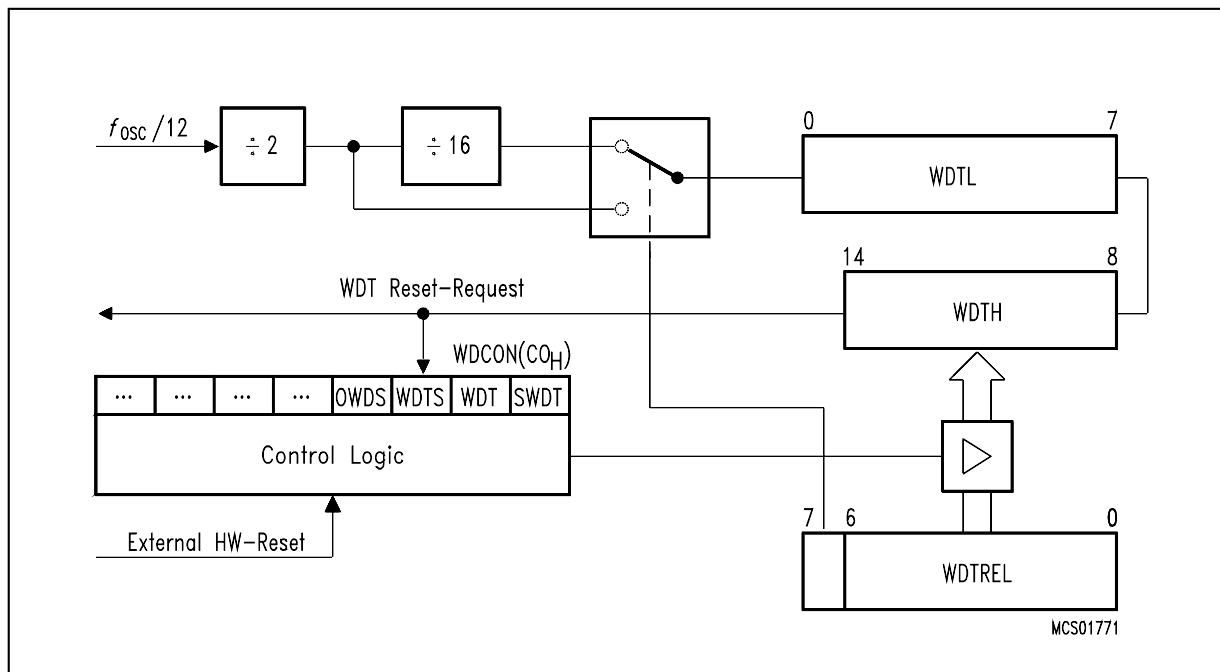 fOSC/12
÷ 2
÷ 16
0 7
WDTL
14 8
WDTH
WDT Reset-Request
WDCON(CO_H)
... ... ... ... OWDS WDTS WDT SWDT
Control Logic
External HW-Reset
7 6 0
WDTREL
MCS01771